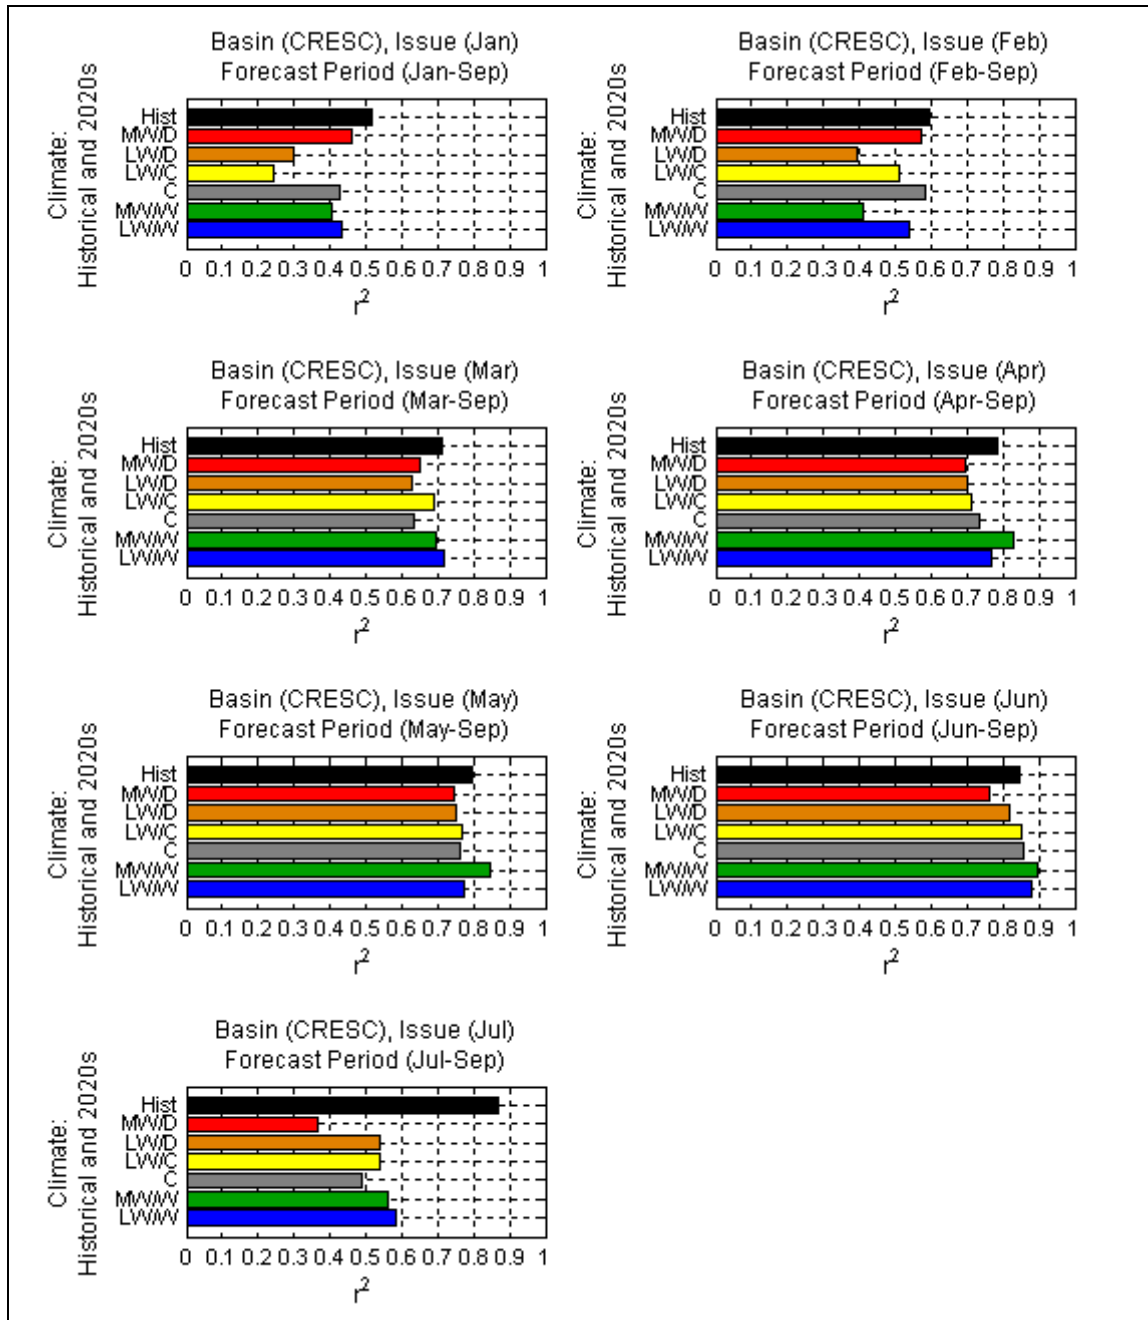 Basin (CRESC), Issue (Jan)
Forecast Period (Jan-Sep)
Climate:
Historical and 2020s
Hist
MW/D
LW/D
LW/C
C
MW/W
LW/W
0 0.1 0.2 0.3 0.4 0.5 0.6 0.7 0.8 0.9 1
r²
Basin (CRESC), Issue (Feb)
Forecast Period (Feb-Sep)
Climate:
Historical and 2020s
Hist
MW/D
LW/D
LW/C
C
MW/W
LW/W
0 0.1 0.2 0.3 0.4 0.5 0.6 0.7 0.8 0.9 1
r²
Basin (CRESC), Issue (Mar)
Forecast Period (Mar-Sep)
Climate:
Historical and 2020s
Hist
MW/D
LW/D
LW/C
C
MW/W
LW/W
0 0.1 0.2 0.3 0.4 0.5 0.6 0.7 0.8 0.9 1
r²
Basin (CRESC), Issue (Apr)
Forecast Period (Apr-Sep)
Climate:
Historical and 2020s
Hist
MW/D
LW/D
LW/C
C
MW/W
LW/W
0 0.1 0.2 0.3 0.4 0.5 0.6 0.7 0.8 0.9 1
r²
Basin (CRESC), Issue (May)
Forecast Period (May-Sep)
Climate:
Historical and 2020s
Hist
MW/D
LW/D
LW/C
C
MW/W
LW/W
0 0.1 0.2 0.3 0.4 0.5 0.6 0.7 0.8 0.9 1
r²
Basin (CRESC), Issue (Jun)
Forecast Period (Jun-Sep)
Climate:
Historical and 2020s
Hist
MW/D
LW/D
LW/C
C
MW/W
LW/W
0 0.1 0.2 0.3 0.4 0.5 0.6 0.7 0.8 0.9 1
r²
Basin (CRESC), Issue (Jul)
Forecast Period (Jul-Sep)
Climate:
Historical and 2020s
Hist
MW/D
LW/D
LW/C
C
MW/W
LW/W
0 0.1 0.2 0.3 0.4 0.5 0.6 0.7 0.8 0.9 1
r²